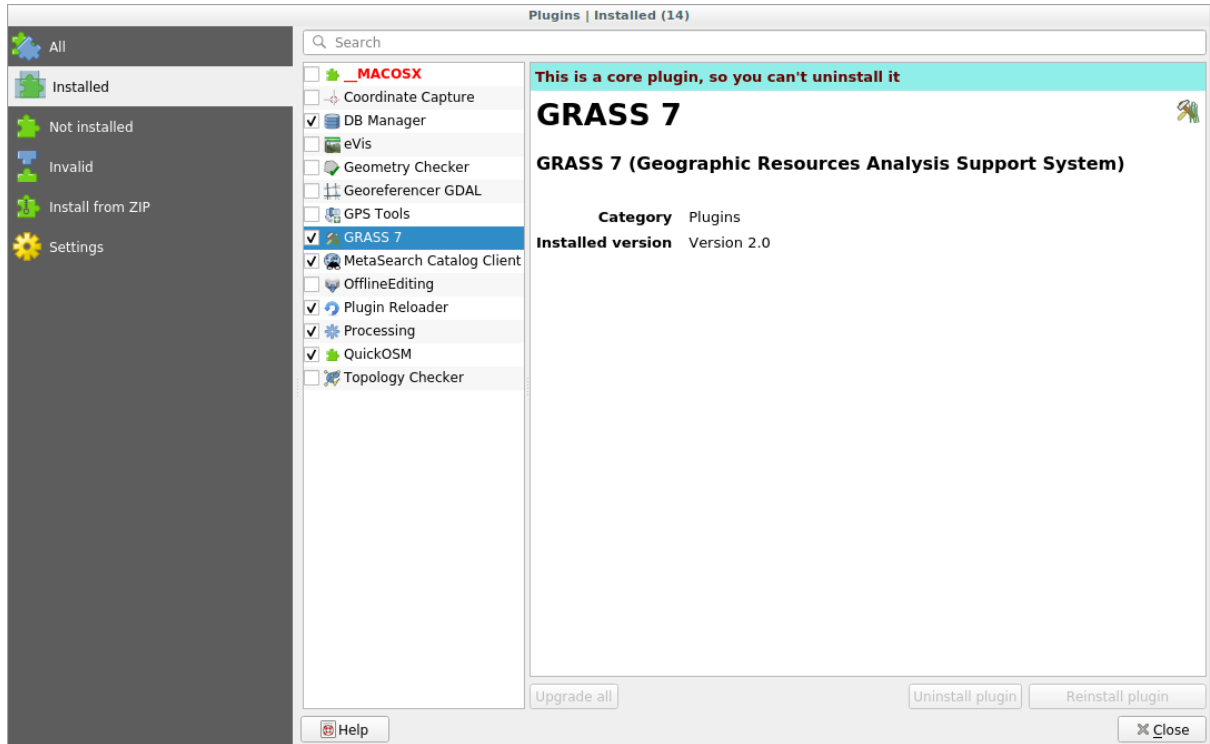 Plugins | Installed (14)
All
Installed
Not installed
Invalid
Install from ZIP
Settings
Search
__MACOSX
Coordinate Capture
DB Manager
eVis
Geometry Checker
Georeferencer GDAL
GPS Tools
GRASS 7
MetaSearch Catalog Client
OfflineEditing
Plugin Reloader
Processing
QuickOSM
Topology Checker
This is a core plugin, so you can't uninstall it
GRASS 7
GRASS 7 (Geographic Resources Analysis Support System)
Category Plugins
Installed version Version 2.0
Upgrade all
Uninstall plugin
Reinstall plugin
Help
Close